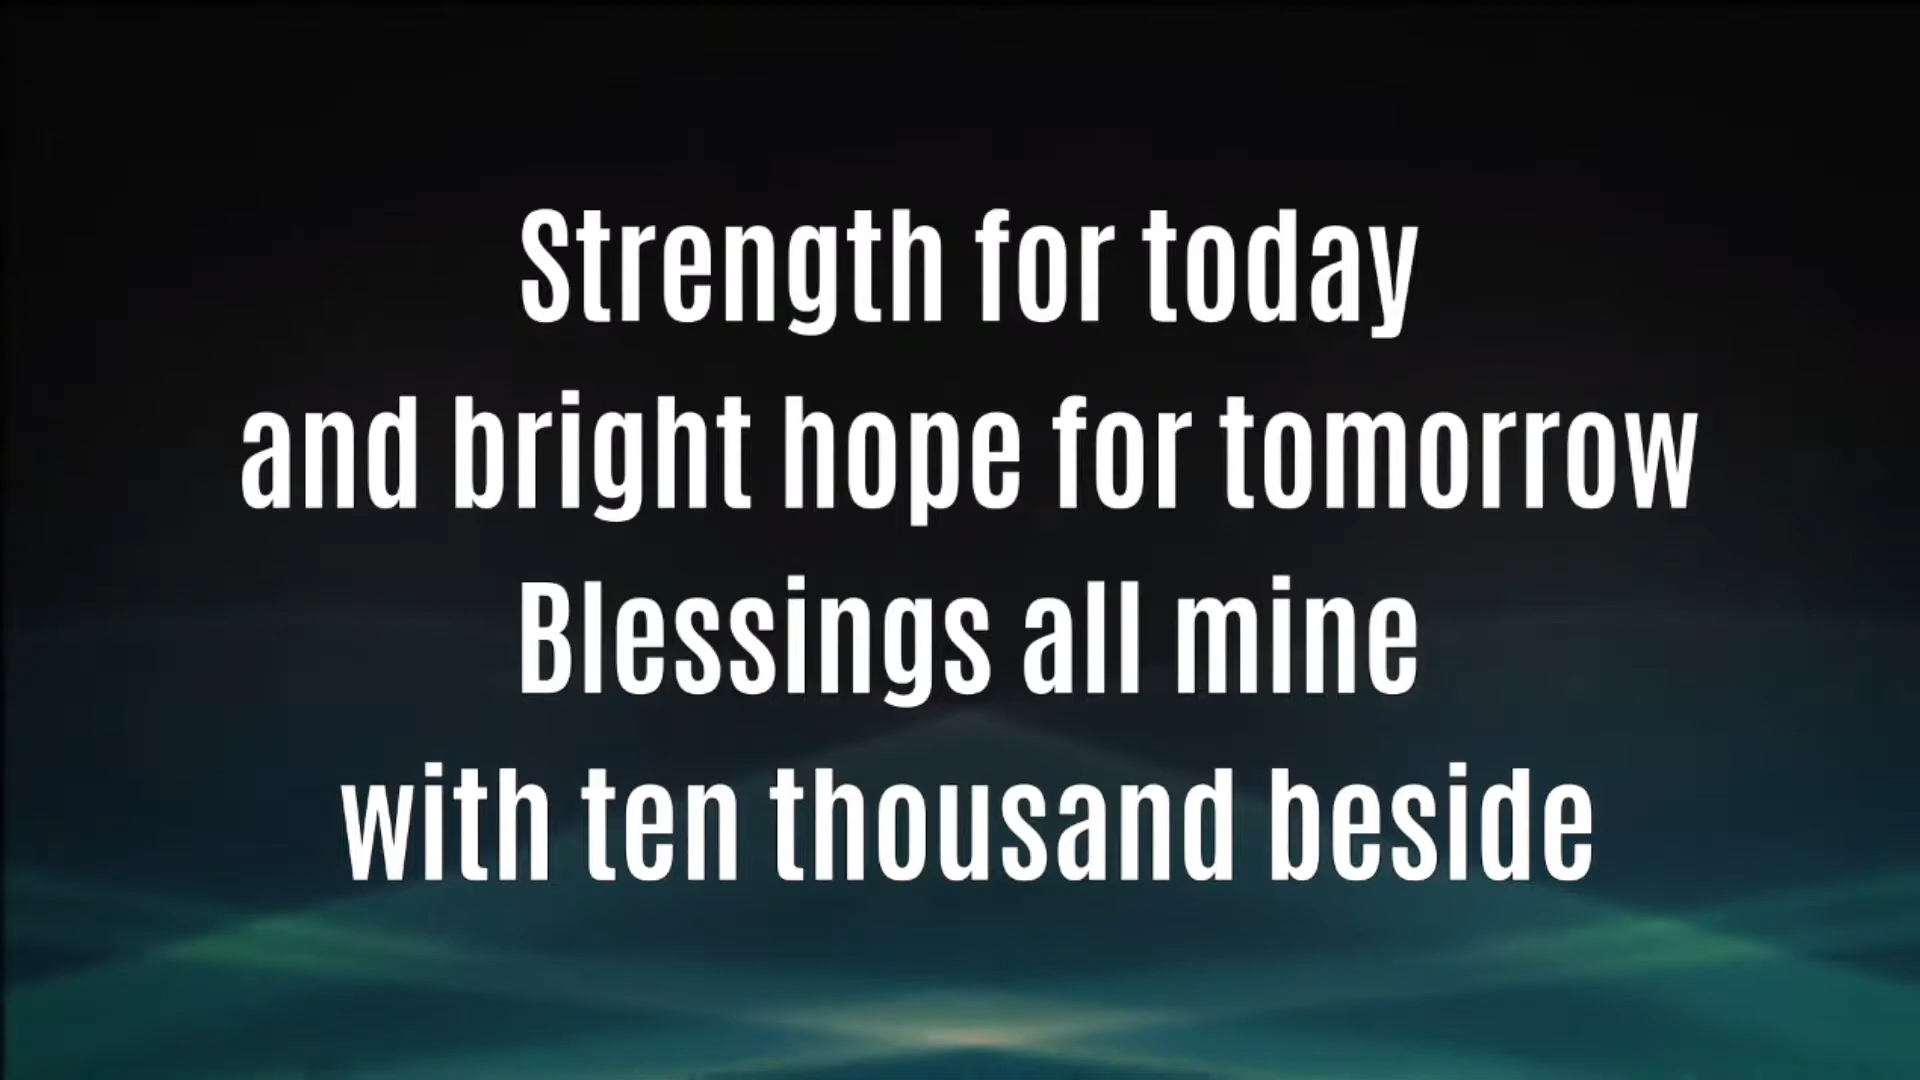 Strength for today
and bright hope for tomorrow
Blessings all mine
with ten thousand beside